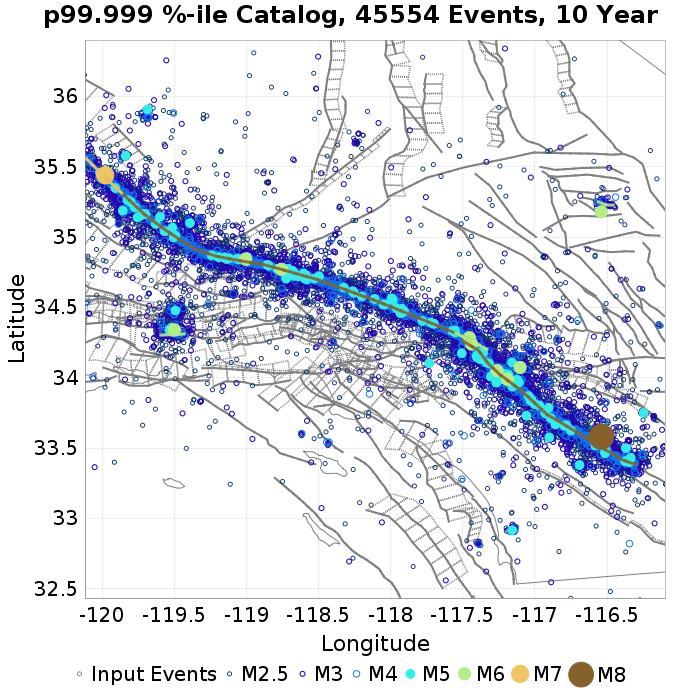 p99.999 %-ile Catalog, 45554 Events, 10 Year
36
35.5
35
34.5
34
33.5
33
32.5
Latitude
-120 -119.5 -119 -118.5 -118 -117.5 -117 -116.5
Longitude
Input Events M2.5 M3 M4 M5 M6 M7 M8